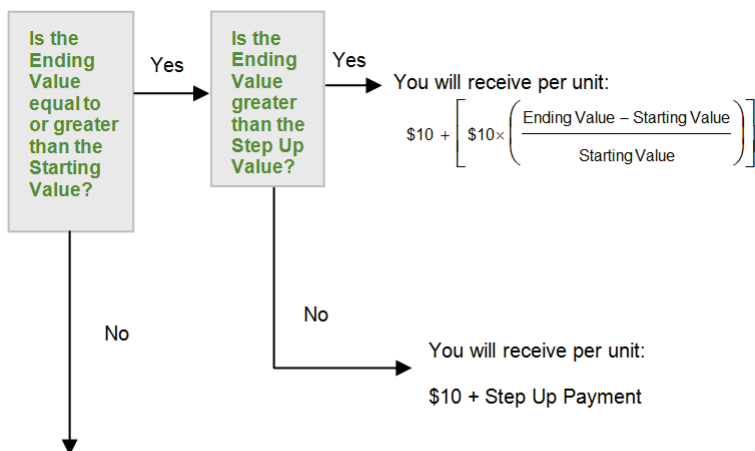 Is the
Ending
Value
equal to
or greater
than the
Starting
Value?
Yes
Is the
Ending
Value
greater
than the
Step Up
Value?
Yes
You will receive per unit:
$10 + [ $10× ( Ending Value – Starting Value
Starting Value ) ]
No
No
You will receive per unit:
$10 + Step Up Payment